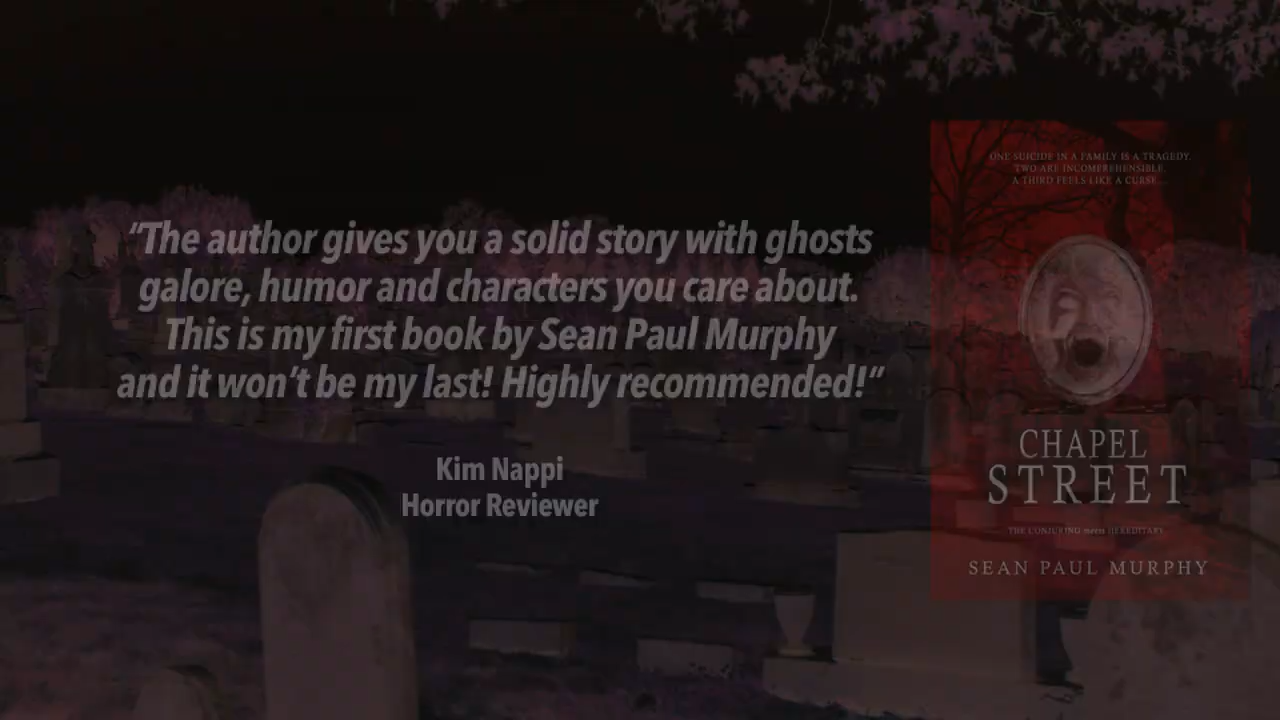 “The author gives you a solid story with ghosts
galore, humor and characters you care about.
This is my first book by Sean Paul Murphy
and it won’t be my last! Highly recommended!“
Kim Nappi
Horror Reviewer
ONE SUICIDE IN A FAMILY IS A TRAGEDY.
TWO ARE INCOMPREHENSIBLE.
A THIRD FEELS LIKE A CURSE...
CHAPEL
STREET
THE CONJURING meets HEREDITARY
SEAN PAUL MURPHY